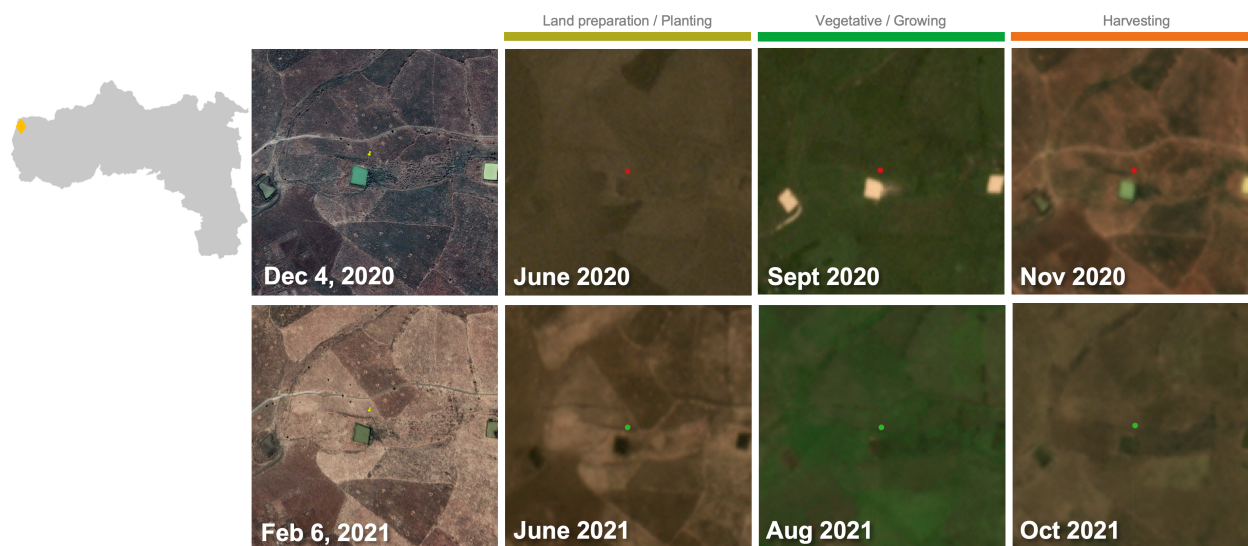 Land preparation / Planting
Vegetative / Growing
Harvesting
Dec 4, 2020
June 2020
Sept 2020
Nov 2020
Feb 6, 2021
June 2021
Aug 2021
Oct 2021